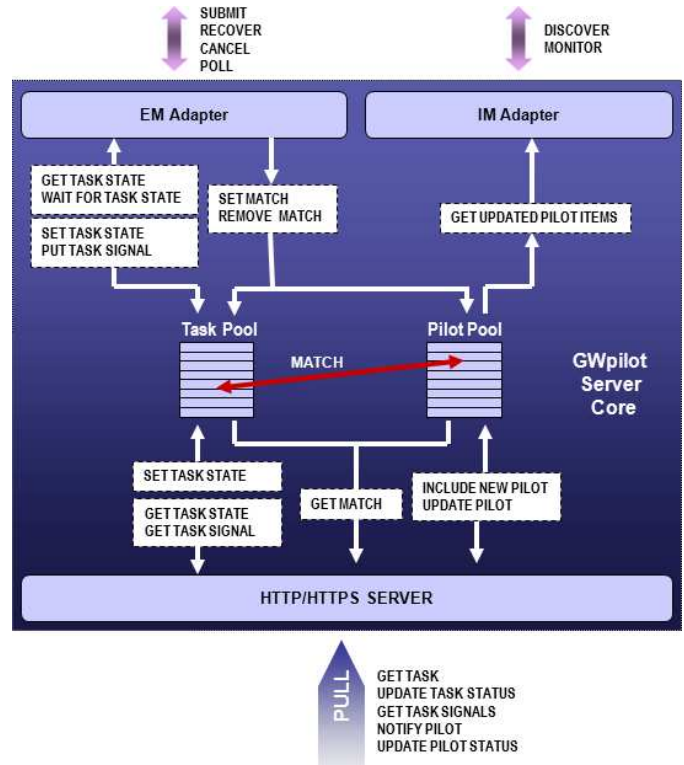 SUBMIT
RECOVER
CANCEL
POLL
DISCOVER
MONITOR
EM Adapter
IM Adapter
GET TASK STATE
WAIT FOR TASK STATE
SET TASK STATE
PUT TASK SIGNAL
SET MATCH
REMOVE MATCH
GET UPDATED PILOT ITEMS
Task Pool
Pilot Pool
MATCH
GWpilot
Server
Core
SET TASK STATE
GET TASK STATE
GET TASK SIGNAL
GET MATCH
INCLUDE NEW PILOT
UPDATE PILOT
HTTP/HTTPS SERVER
PULL
GET TASK
UPDATE TASK STATUS
GET TASK SIGNALS
NOTIFY PILOT
UPDATE PILOT STATUS